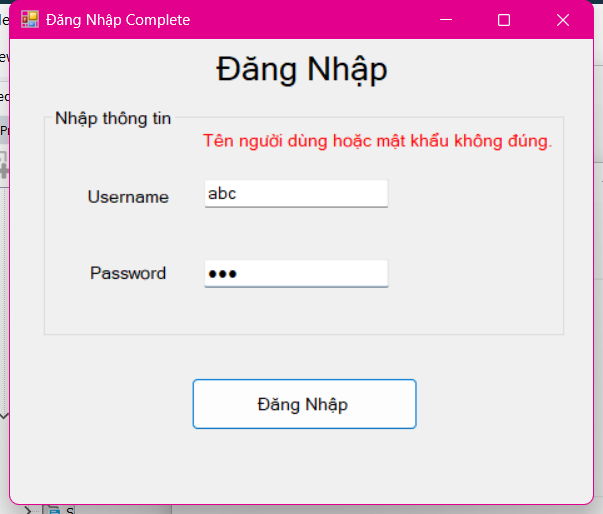 Đăng Nhập Complete
Đăng Nhập
Nhập thông tin
Tên người dùng hoặc mật khẩu không đúng.
Username
abc
Password
●●●
Đăng Nhập